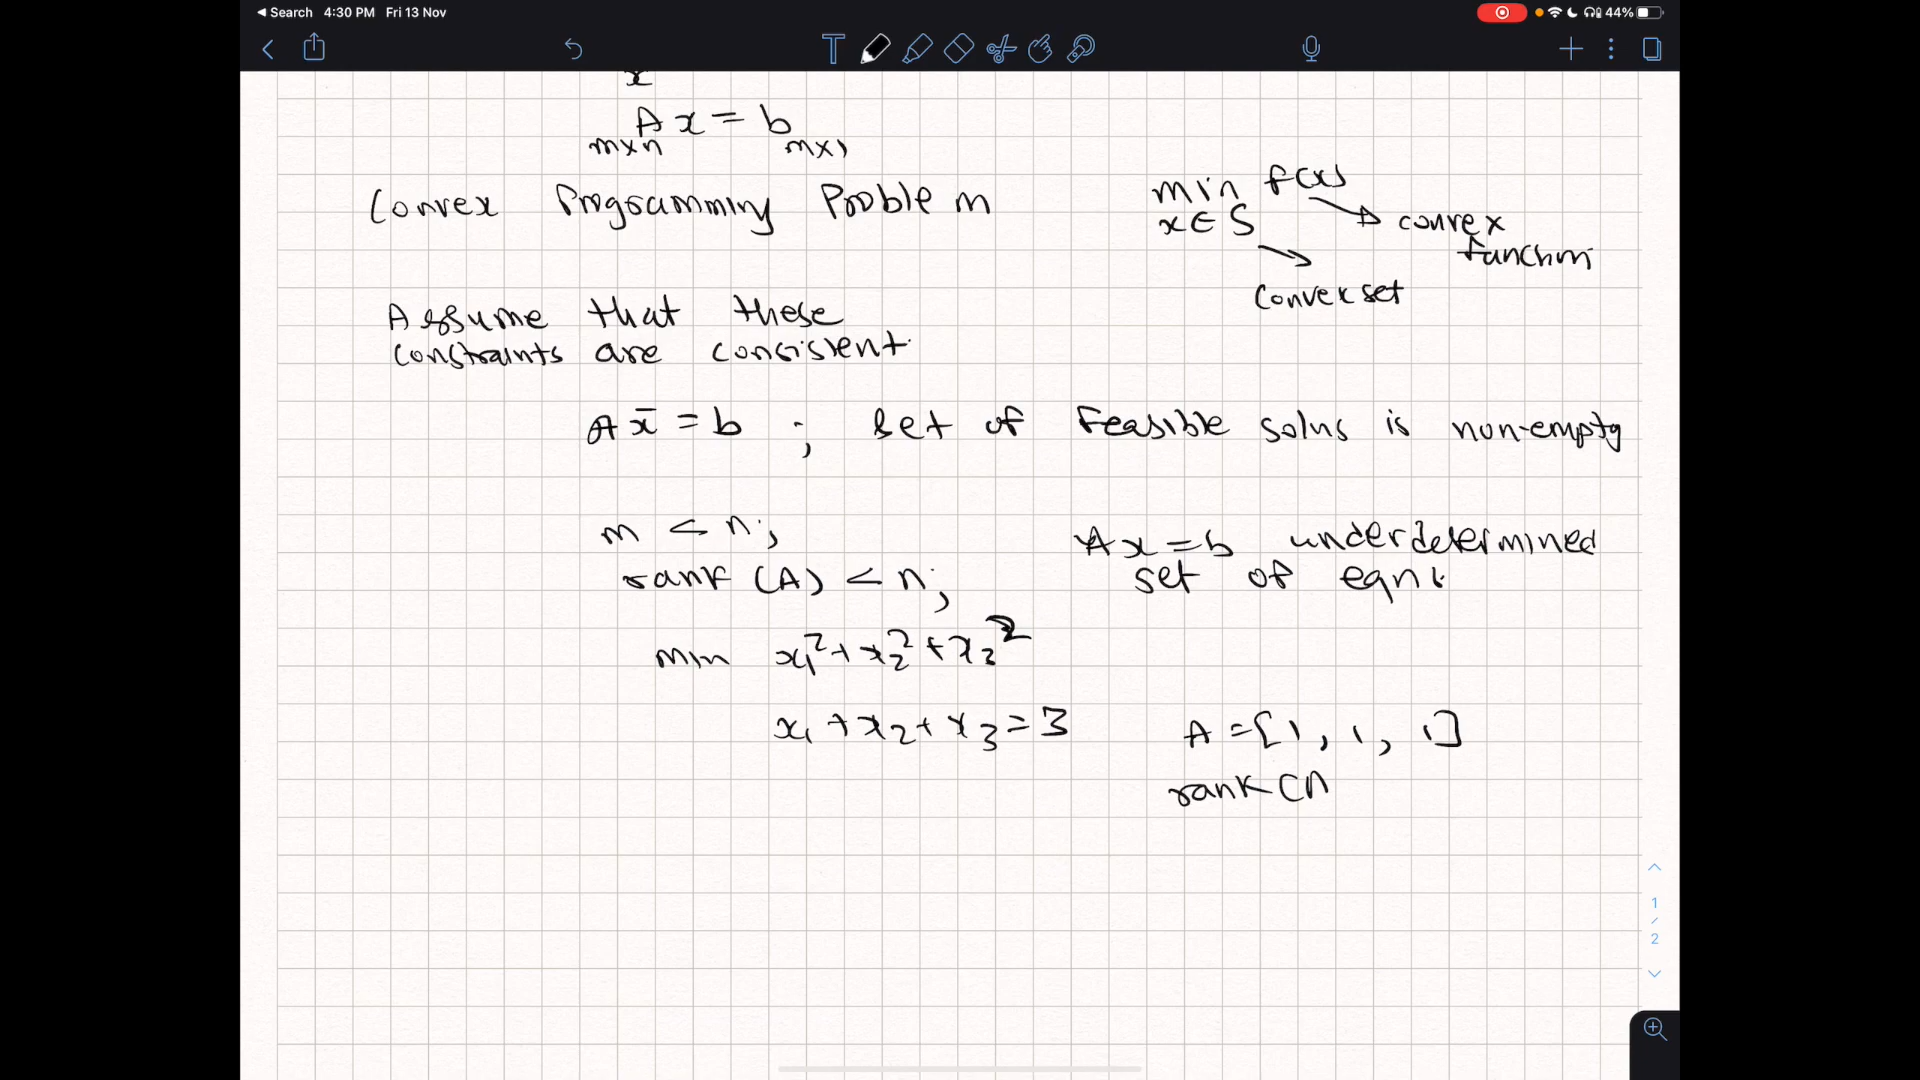 Search 4:30 PM Fri 13 Nov 44%
x
Ax = b
m×n m×1
Convex Programming Problem
min f(x)
x∈S
convex
function
convex set
Assume that these
constraints are consistent.
Ax̄ = b ; set of Feasible solns is non-empty
m < n ;
rank (A) < n ;
Ax = b underdetermined
set of eqns.
min x₁² + x₂² + x₃²
x₁ + x₂ + x₃ = 3
A = [1, 1, 1]
rank (A
1
/
2